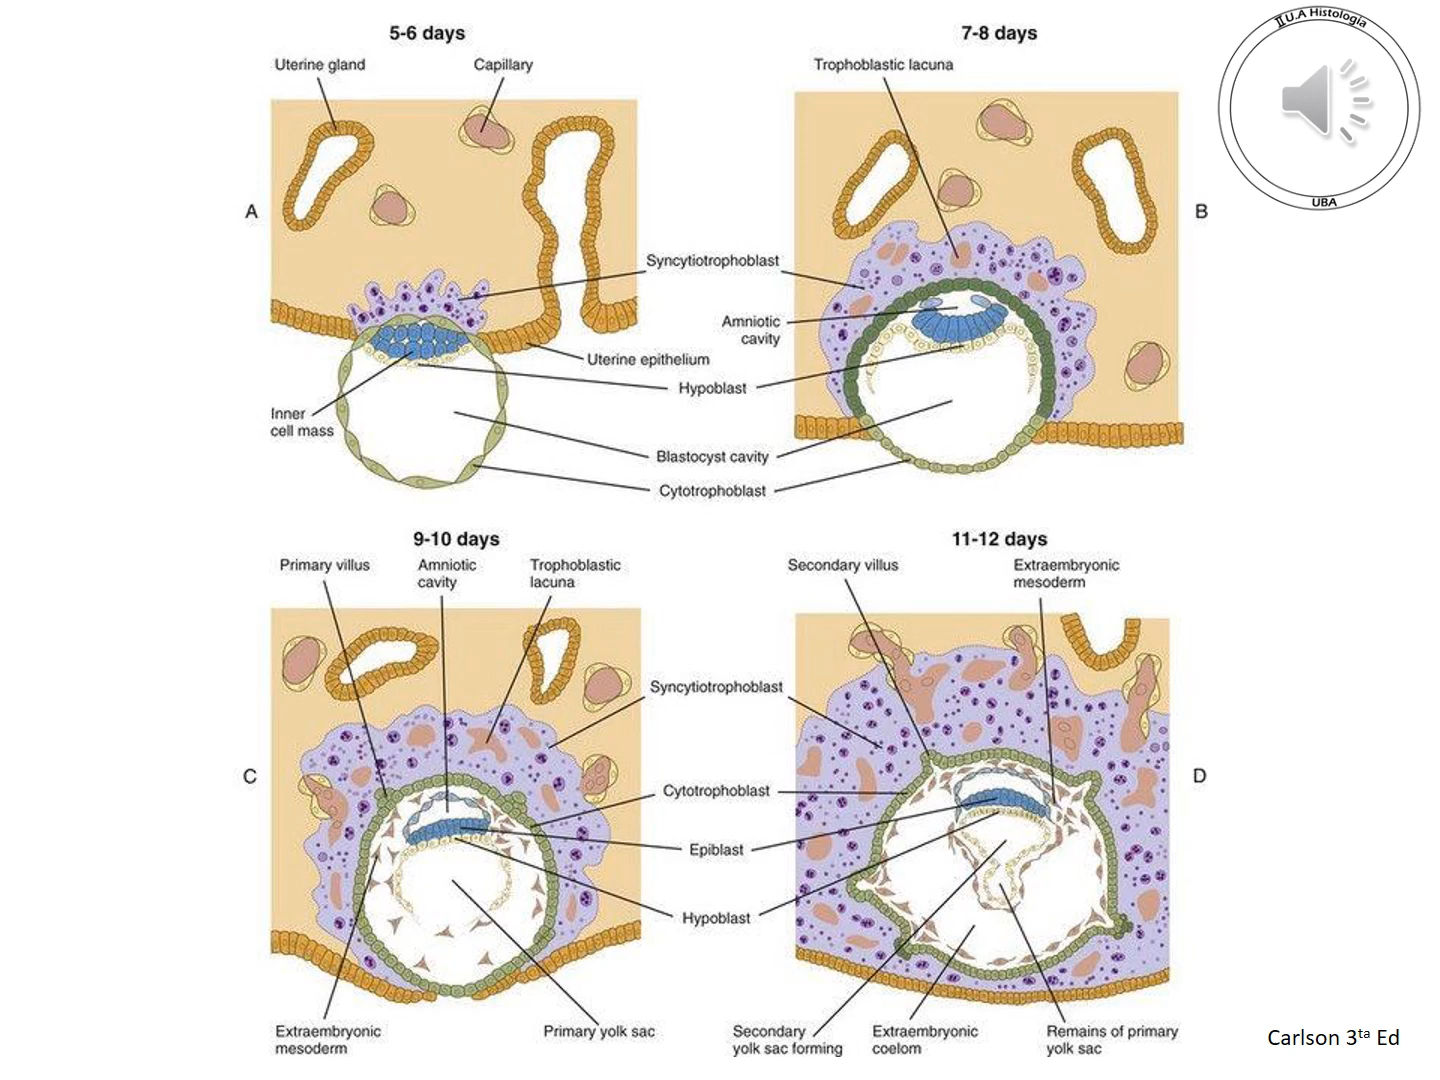 5-6 days
7-8 days
Uterine gland
Capillary
Trophoblastic lacuna
II U.A Histología
UBA
A
B
Syncytiotrophoblast
Amniotic
cavity
Uterine epithelium
Hypoblast
Inner
cell mass
Blastocyst cavity
Cytotrophoblast
9-10 days
11-12 days
Primary villus
Amniotic
cavity
Trophoblastic
lacuna
Secondary villus
Extraembryonic
mesoderm
Syncytiotrophoblast
C
D
Cytotrophoblast
Epiblast
Hypoblast
Extraembryonic
mesoderm
Primary yolk sac
Secondary
yolk sac forming
Extraembryonic
coelom
Remains of primary
yolk sac
Carlson 3ta Ed